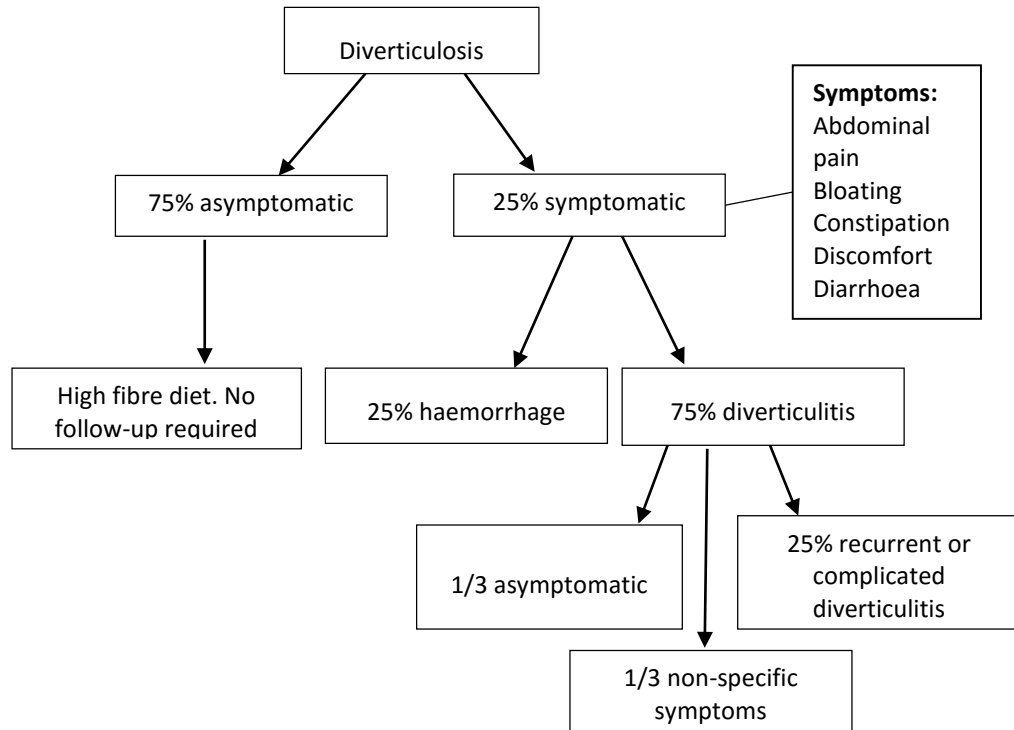 Diverticulosis
Symptoms:
Abdominal
pain
Bloating
Constipation
Discomfort
Diarrhoea
75% asymptomatic
25% symptomatic
High fibre diet. No
follow-up required
25% haemorrhage
75% diverticulitis
1/3 asymptomatic
25% recurrent or
complicated
diverticulitis
1/3 non-specific
symptoms